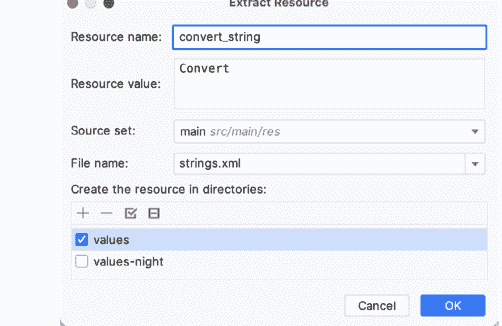 Extract Resource
Resource name: convert_string
Resource value: Convert
Source set: main src/main/res
File name: strings.xml
Create the resource in directories:
values
values-night
Cancel OK